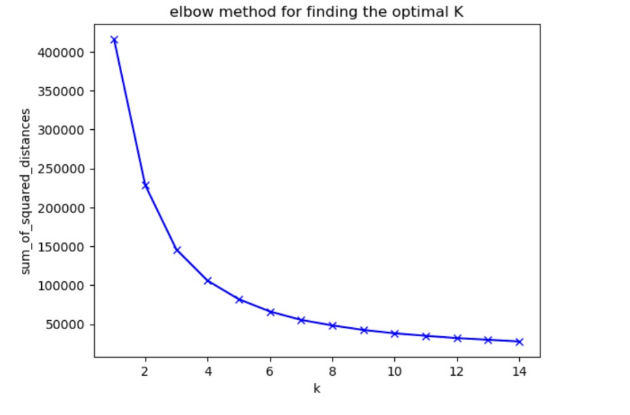 elbow method for finding the optimal K
400000
350000
300000
250000
200000
150000
100000
50000
sum_of_squared_distances
2 4 6 8 10 12 14
k